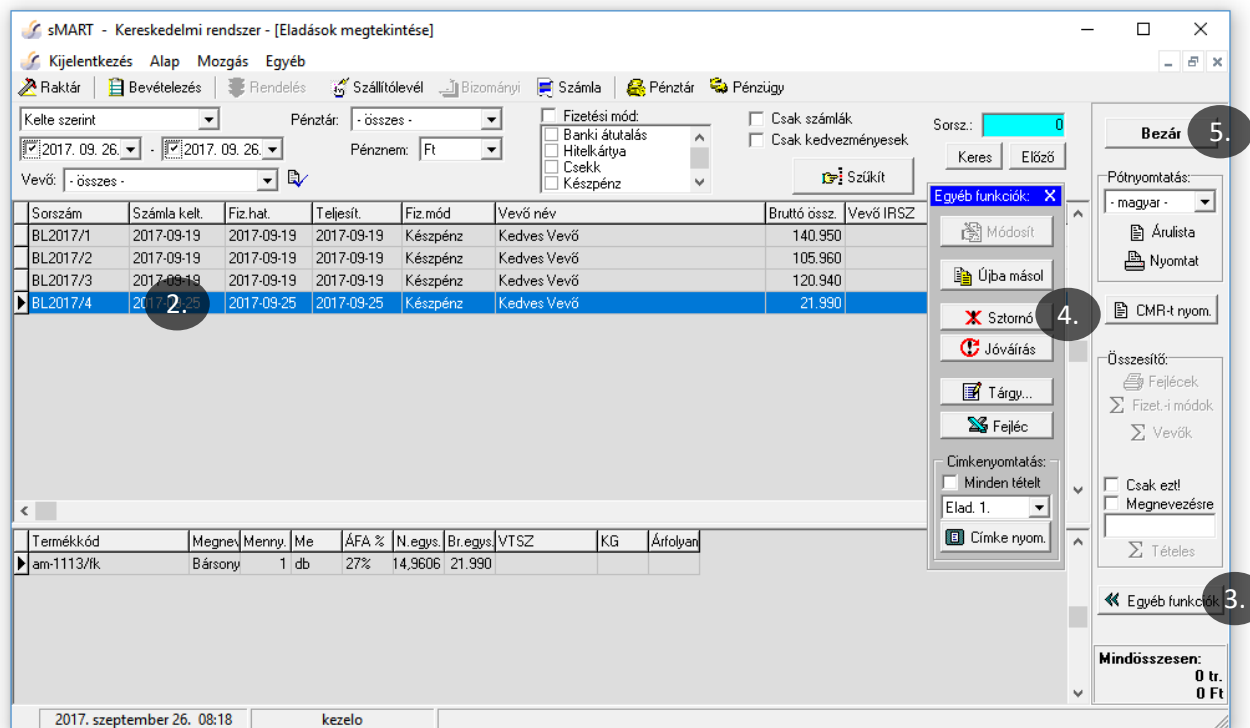 sMART - Kereskedelmi rendszer - [Eladások megtekintése]
Kijelentkezés Alap Mozgás Egyéb
Raktár Bevételezés Rendelés Szállítólevél Bizományi Számla Pénztár Pénzügy
Kelte szerint Pénztár: - összes -
2017. 09. 26. - 2017. 09. 26. Pénznem: Ft
Vevő: - összes -
Fizetési mód:
Banki átutalás
Hitelkártya
Csekk
Készpénz
Csak számlák
Csak kedvezményesek
Szűkít
Sorsz.: 0
Keres Előző
Bezár 5.
Pótnyomtatás:
- magyar -
Árulista
Nyomtat
CMR-t nyom.
Összesítő:
Fejlécek
Σ Fizet.-i módok
Σ Vevők
Csak ezt!
Megnevezésre
Σ Tételes
Egyéb funkciók 3.
Mindösszesen:
0 tr.
0 Ft
Egyéb funkciók: X
Módosít
Újba másol
Sztornó 4.
Jóváírás
Tárgy...
Fejléc
Cimkenyomtatás:
Minden tételt
Elad. 1.
Címke nyom.
Sorszám Számla kelt. Fiz.hat. Teljesít. Fiz.mód Vevő név Bruttó össz. Vevő IRSZ
BL2017/1 2017-09-19 2017-09-19 2017-09-19 Készpénz Kedves Vevő 140.950
BL2017/2 2017-09-19 2017-09-19 2017-09-19 Készpénz Kedves Vevő 105.960
BL2017/3 2017-09-19 2017-09-19 2017-09-19 Készpénz Kedves Vevő 120.940
BL2017/4 2017-09-25 2017-09-25 2017-09-25 Készpénz Kedves Vevő 21.990
2.
Termékkód Megnev Menny. Me ÁFA % N.egys. Br.egys. VTSZ KG Árfolyan
am-1113/fk Bársony 1 db 27% 14,9606 21.990
2017. szeptember 26. 08:18 kezelo